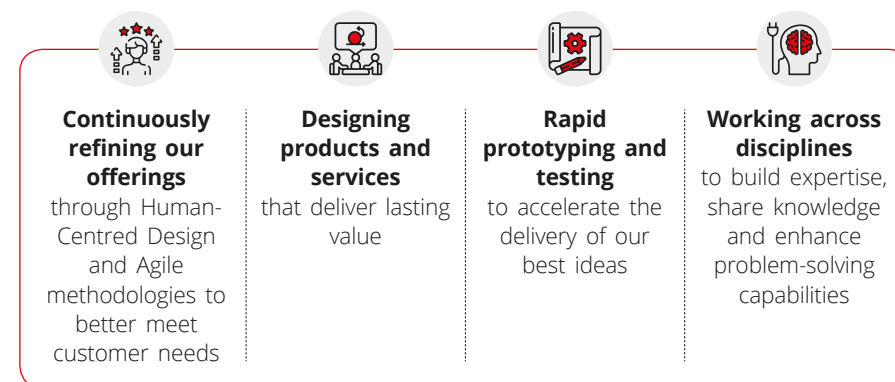 Continuously
refining our
offerings
through Human-
Centred Design
and Agile
methodologies to
better meet
customer needs
Designing
products and
services
that deliver lasting
value
Rapid
prototyping and
testing
to accelerate the
delivery of our
best ideas
Working across
disciplines
to build expertise,
share knowledge
and enhance
problem-solving
capabilities